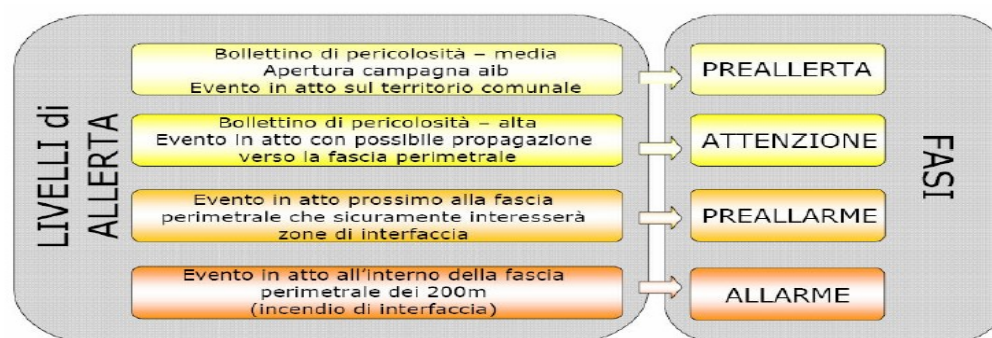 LIVELLI di
ALLERTA
Bollettino di pericolosità – media
Apertura campagna aib
Evento in atto sul territorio comunale
PREALLERTA
Bollettino di pericolosità – alta
Evento in atto con possibile propagazione
verso la fascia perimetrale
ATTENZIONE
Evento in atto prossimo alla fascia
perimetrale che sicuramente interesserà
zone di interfaccia
PREALLARME
Evento in atto all'interno della fascia
perimetrale dei 200m
(incendio di interfaccia)
ALLARME
FASI